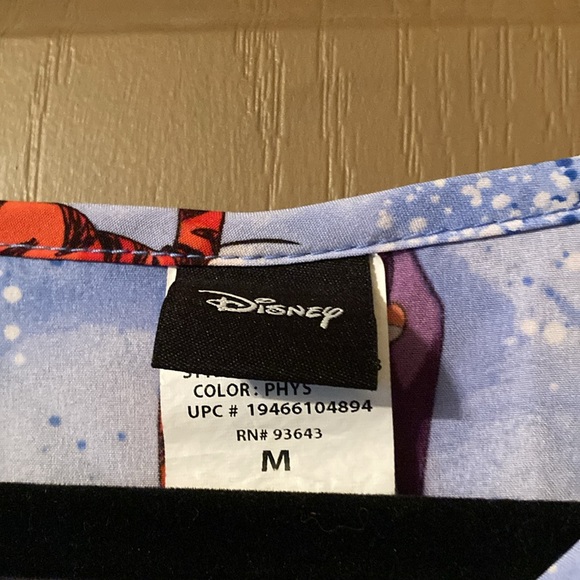 Disney
COLOR: PHYS
UPC # 19466104894
RN# 93643
M